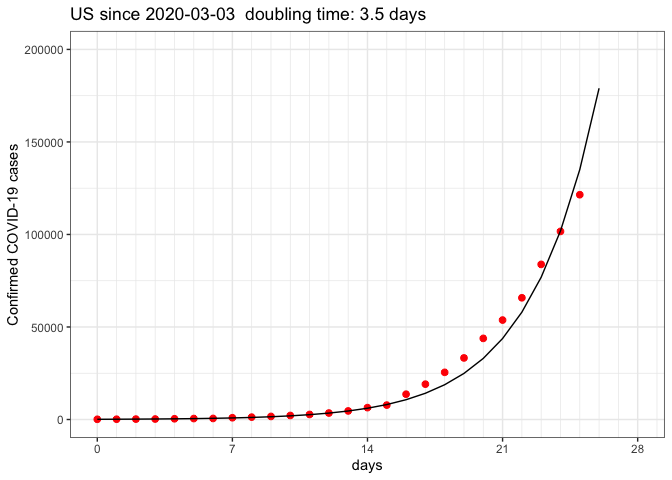 US since 2020-03-03  doubling time: 3.5 days
Confirmed COVID-19 cases
200000
150000
100000
50000
0
0 7 14 21 28
days